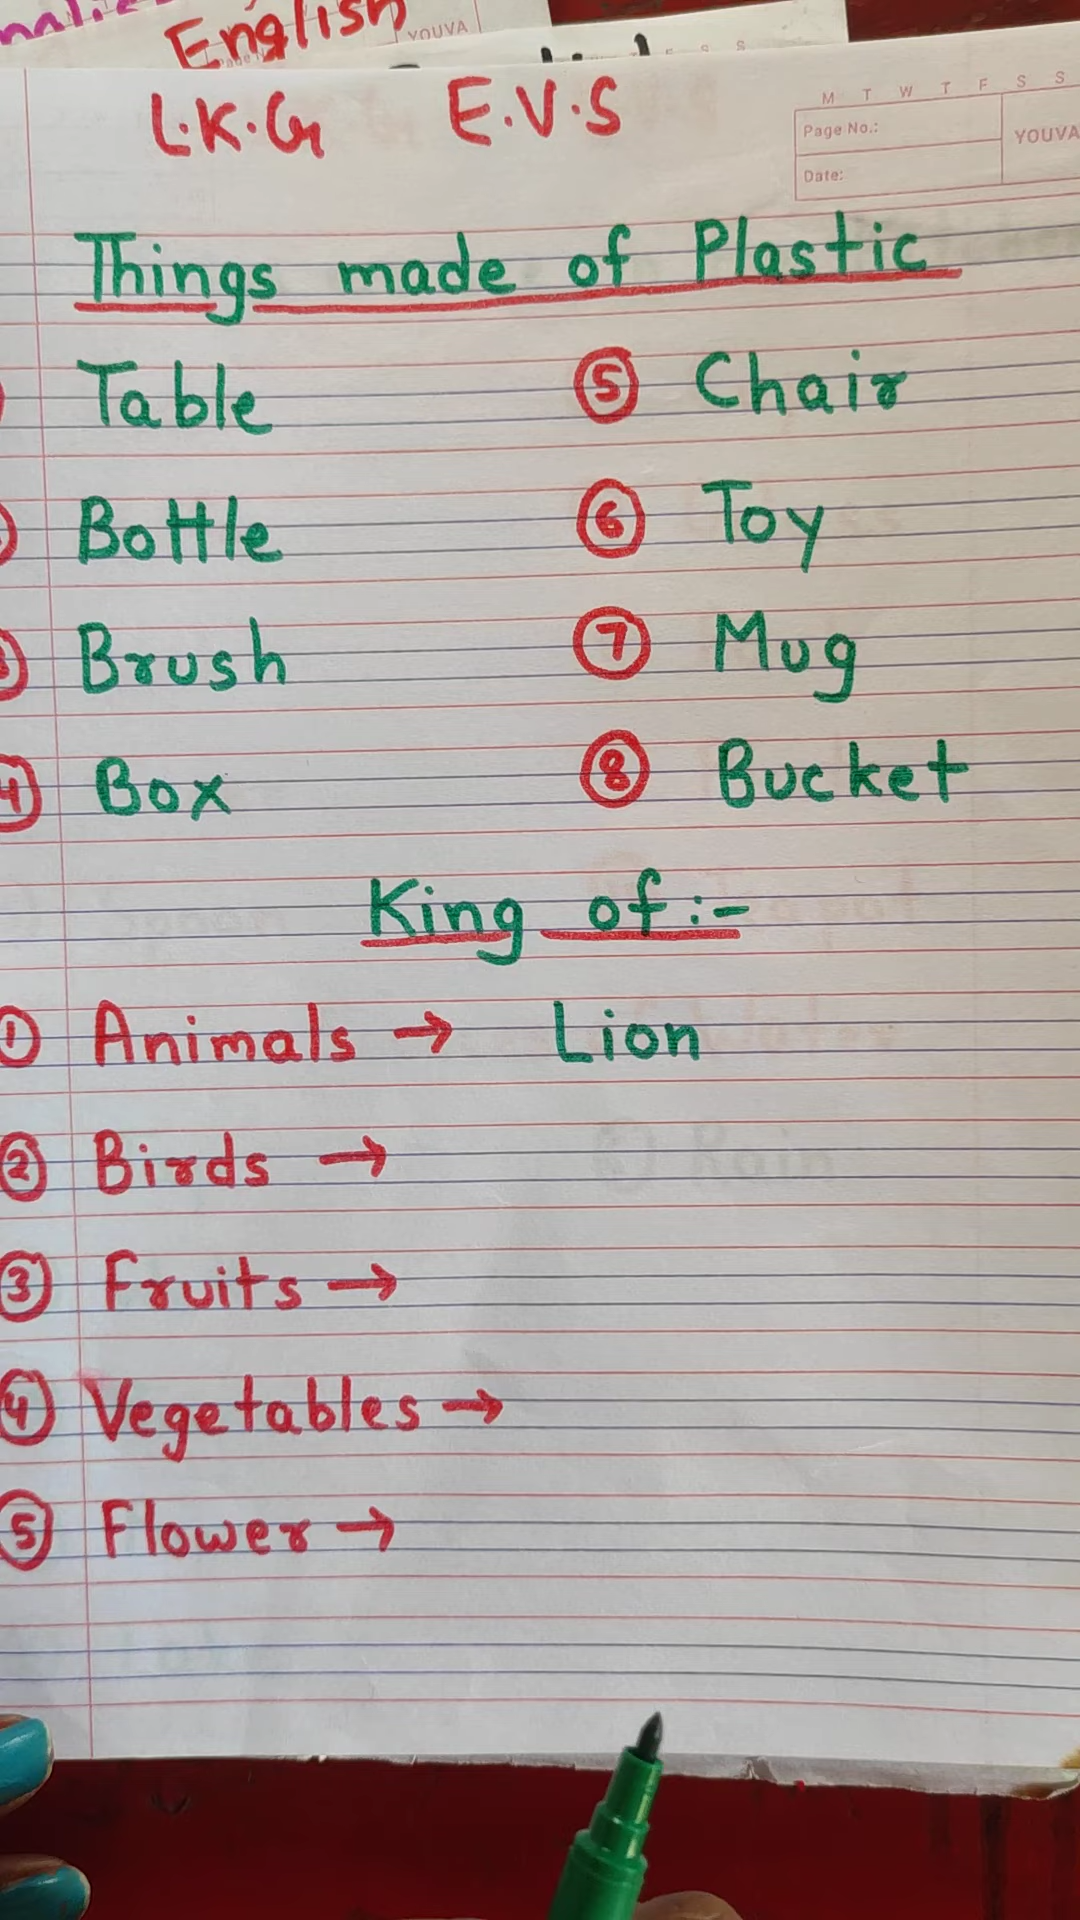 English
YOUVA
L.K.G E.V.S
M T W T F S S
Page No.:
YOUVA
Date:
Things made of Plastic
Table ⑤ Chair
Bottle ⑥ Toy
③ Brush ⑦ Mug
④ Box ⑧ Bucket
King of :-
① Animals → Lion
② Birds →
③ Fruits →
④ Vegetables →
⑤ Flower →